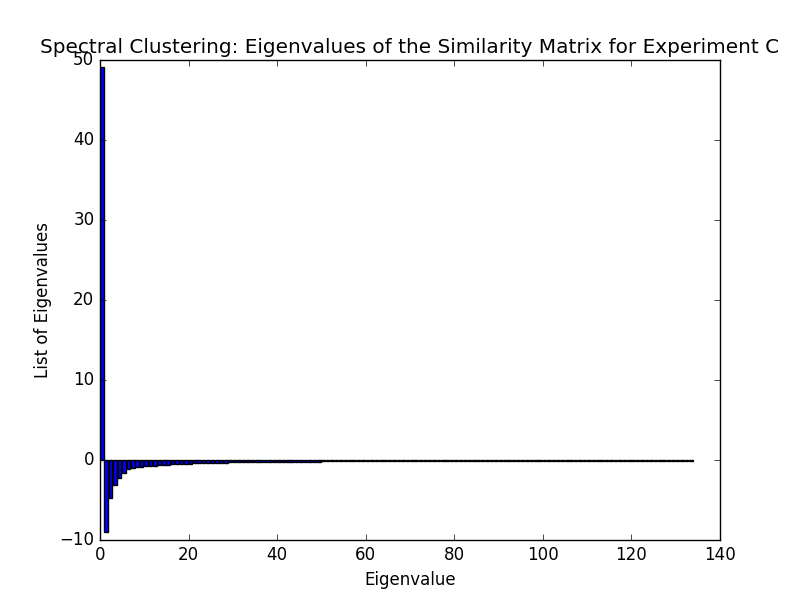 Spectral Clustering: Eigenvalues of the Similarity Matrix for Experiment C
50
40
30
20
10
0
−10
List of Eigenvalues
0 20 40 60 80 100 120 140
Eigenvalue